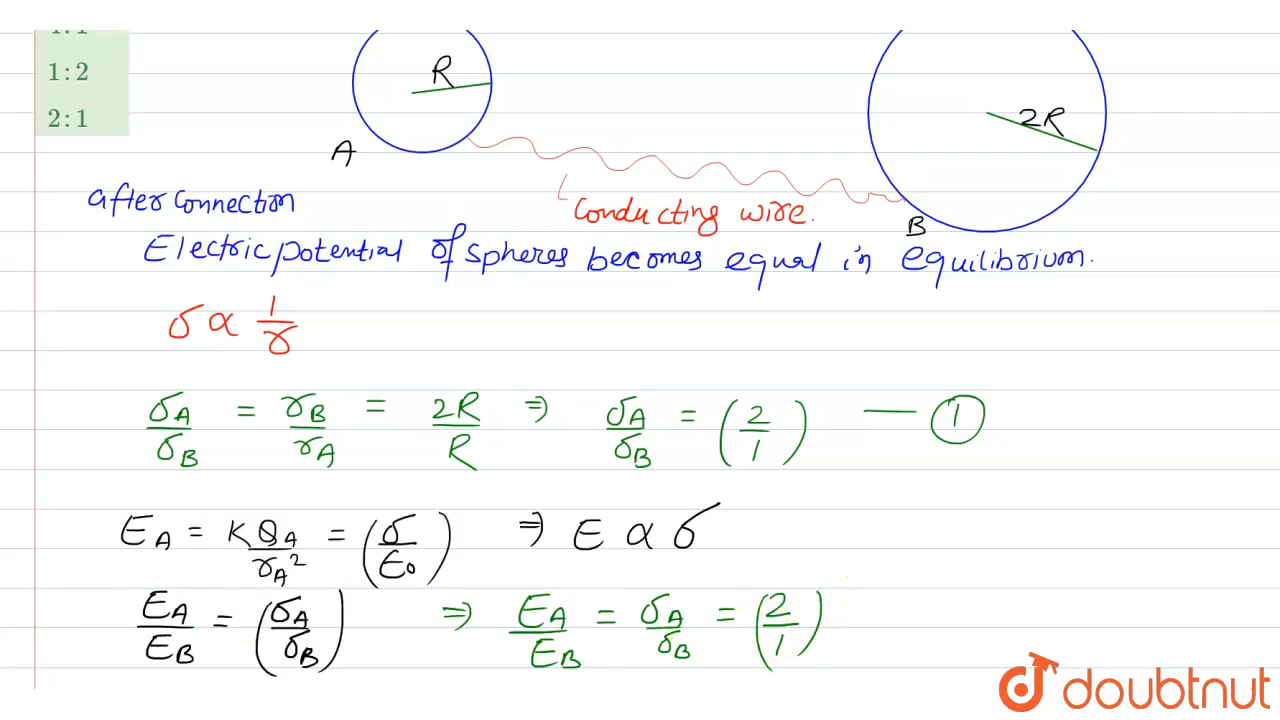 1 : 2
2 : 1
R
2R
A
B
after connection
Conducting wire.
Electric potential of spheres becomes equal in equilibrium.
σ ∝ 1/r
σA/σB = rB/rA = 2R/R ⇒ σA/σB = (2/1) — ①
EA = KQA/rA² = (σ/ε0) ⇒ E ∝ σ
EA/EB = (σA/σB) ⇒ EA/EB = σA/σB = (2/1)
doubtnut